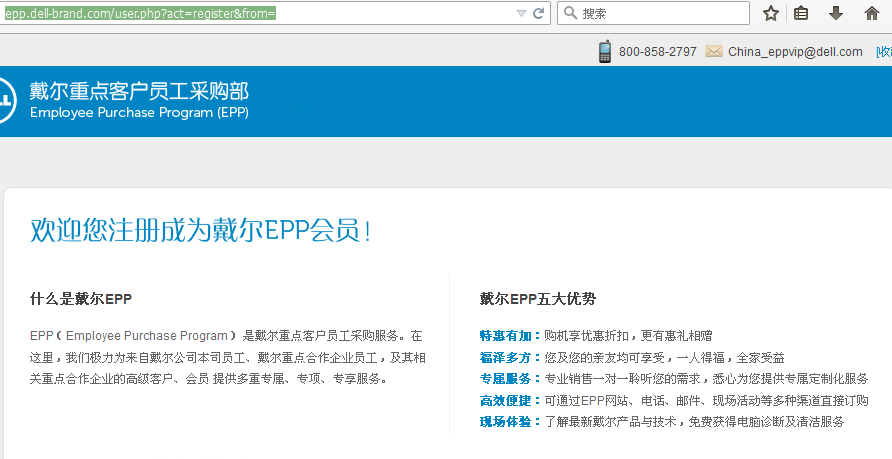 epp.dell-brand.com/user.php?act=register&from=
搜索
800-858-2797 China_eppvip@dell.com [收
戴尔重点客户员工采购部
Employee Purchase Program (EPP)
欢迎您注册成为戴尔EPP会员！
什么是戴尔EPP
EPP（Employee Purchase Program）是戴尔重点客户员工采购服务。在
这里，我们极力为来自戴尔公司本司员工、戴尔重点合作企业员工，及其相
关重点合作企业的高级客户、会员 提供多重专属、专项、专享服务。
戴尔EPP五大优势
特惠有加：购机享优惠折扣，更有惠礼相赠
福泽多方：您及您的亲友均可享受，一人得福，全家受益
专属服务：专业销售一对一聆听您的需求，悉心为您提供专属定制化服务
高效便捷：可通过EPP网站、电话、邮件、现场活动等多种渠道直接订购
现场体验：了解最新戴尔产品与技术，免费获得电脑诊断及清洁服务